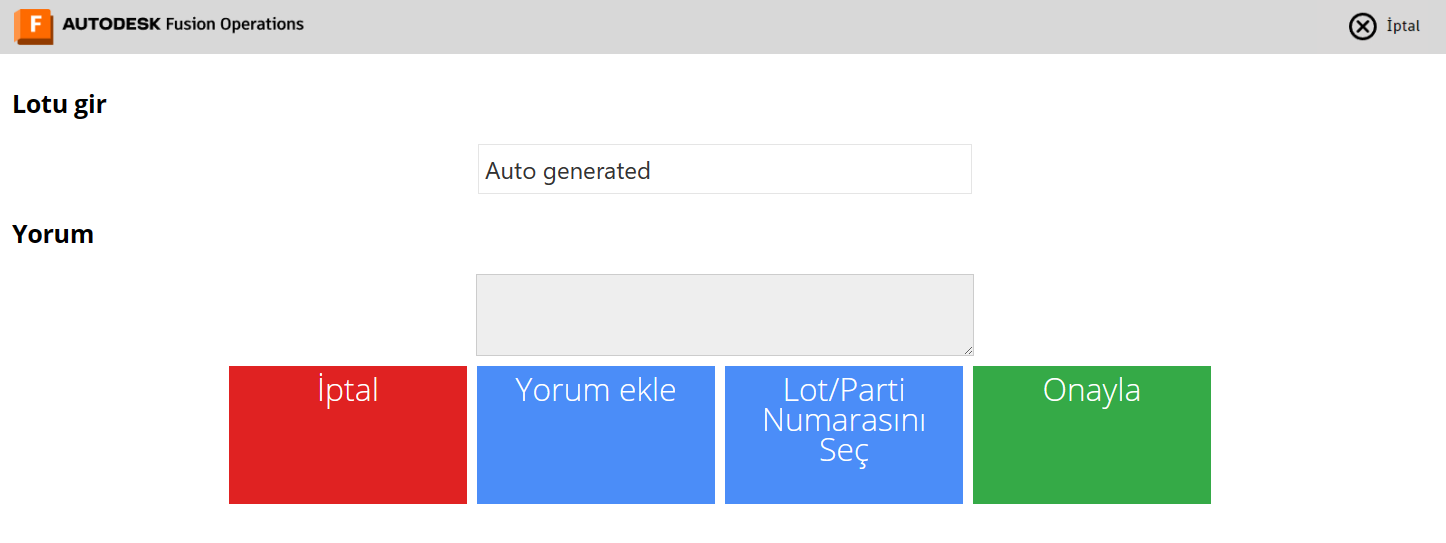 F AUTODESK Fusion Operations
İptal
Lotu gir
Auto generated
Yorum
İptal
Yorum ekle
Lot/Parti
Numarasını
Seç
Onayla